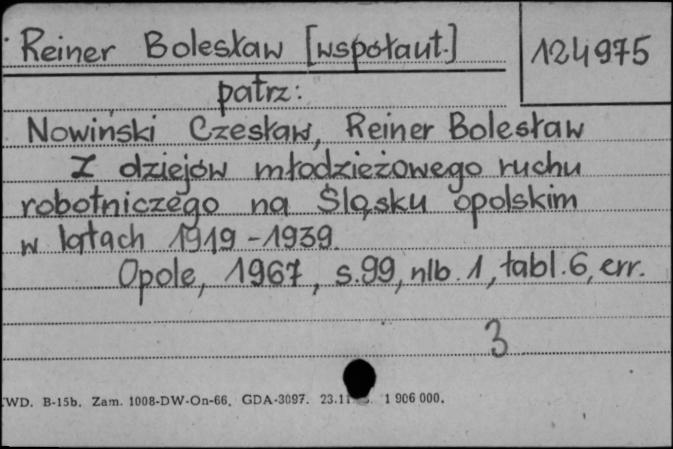 Reiner Bolesław [współaut.]
124975
patrz:
Nowiński Czesław, Reiner Bolesław
Z dziejów młodzieżowego ruchu
robotniczego na Śląsku opolskim
w latach 1919-1939.
Opole, 1967, s.99, nlb. 1, tabl.6, err.
3
WD. B-15b. Zam. 1008-DW-On-66. GDA-3097. 23.11 1 906 000.